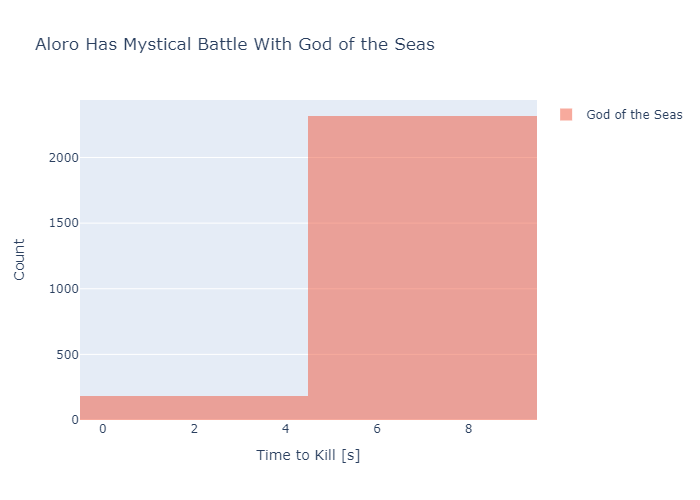 Aloro Has Mystical Battle With God of the Seas
God of the Seas
2000
1500
1000
500
0
Count
0 2 4 6 8
Time to Kill [s]